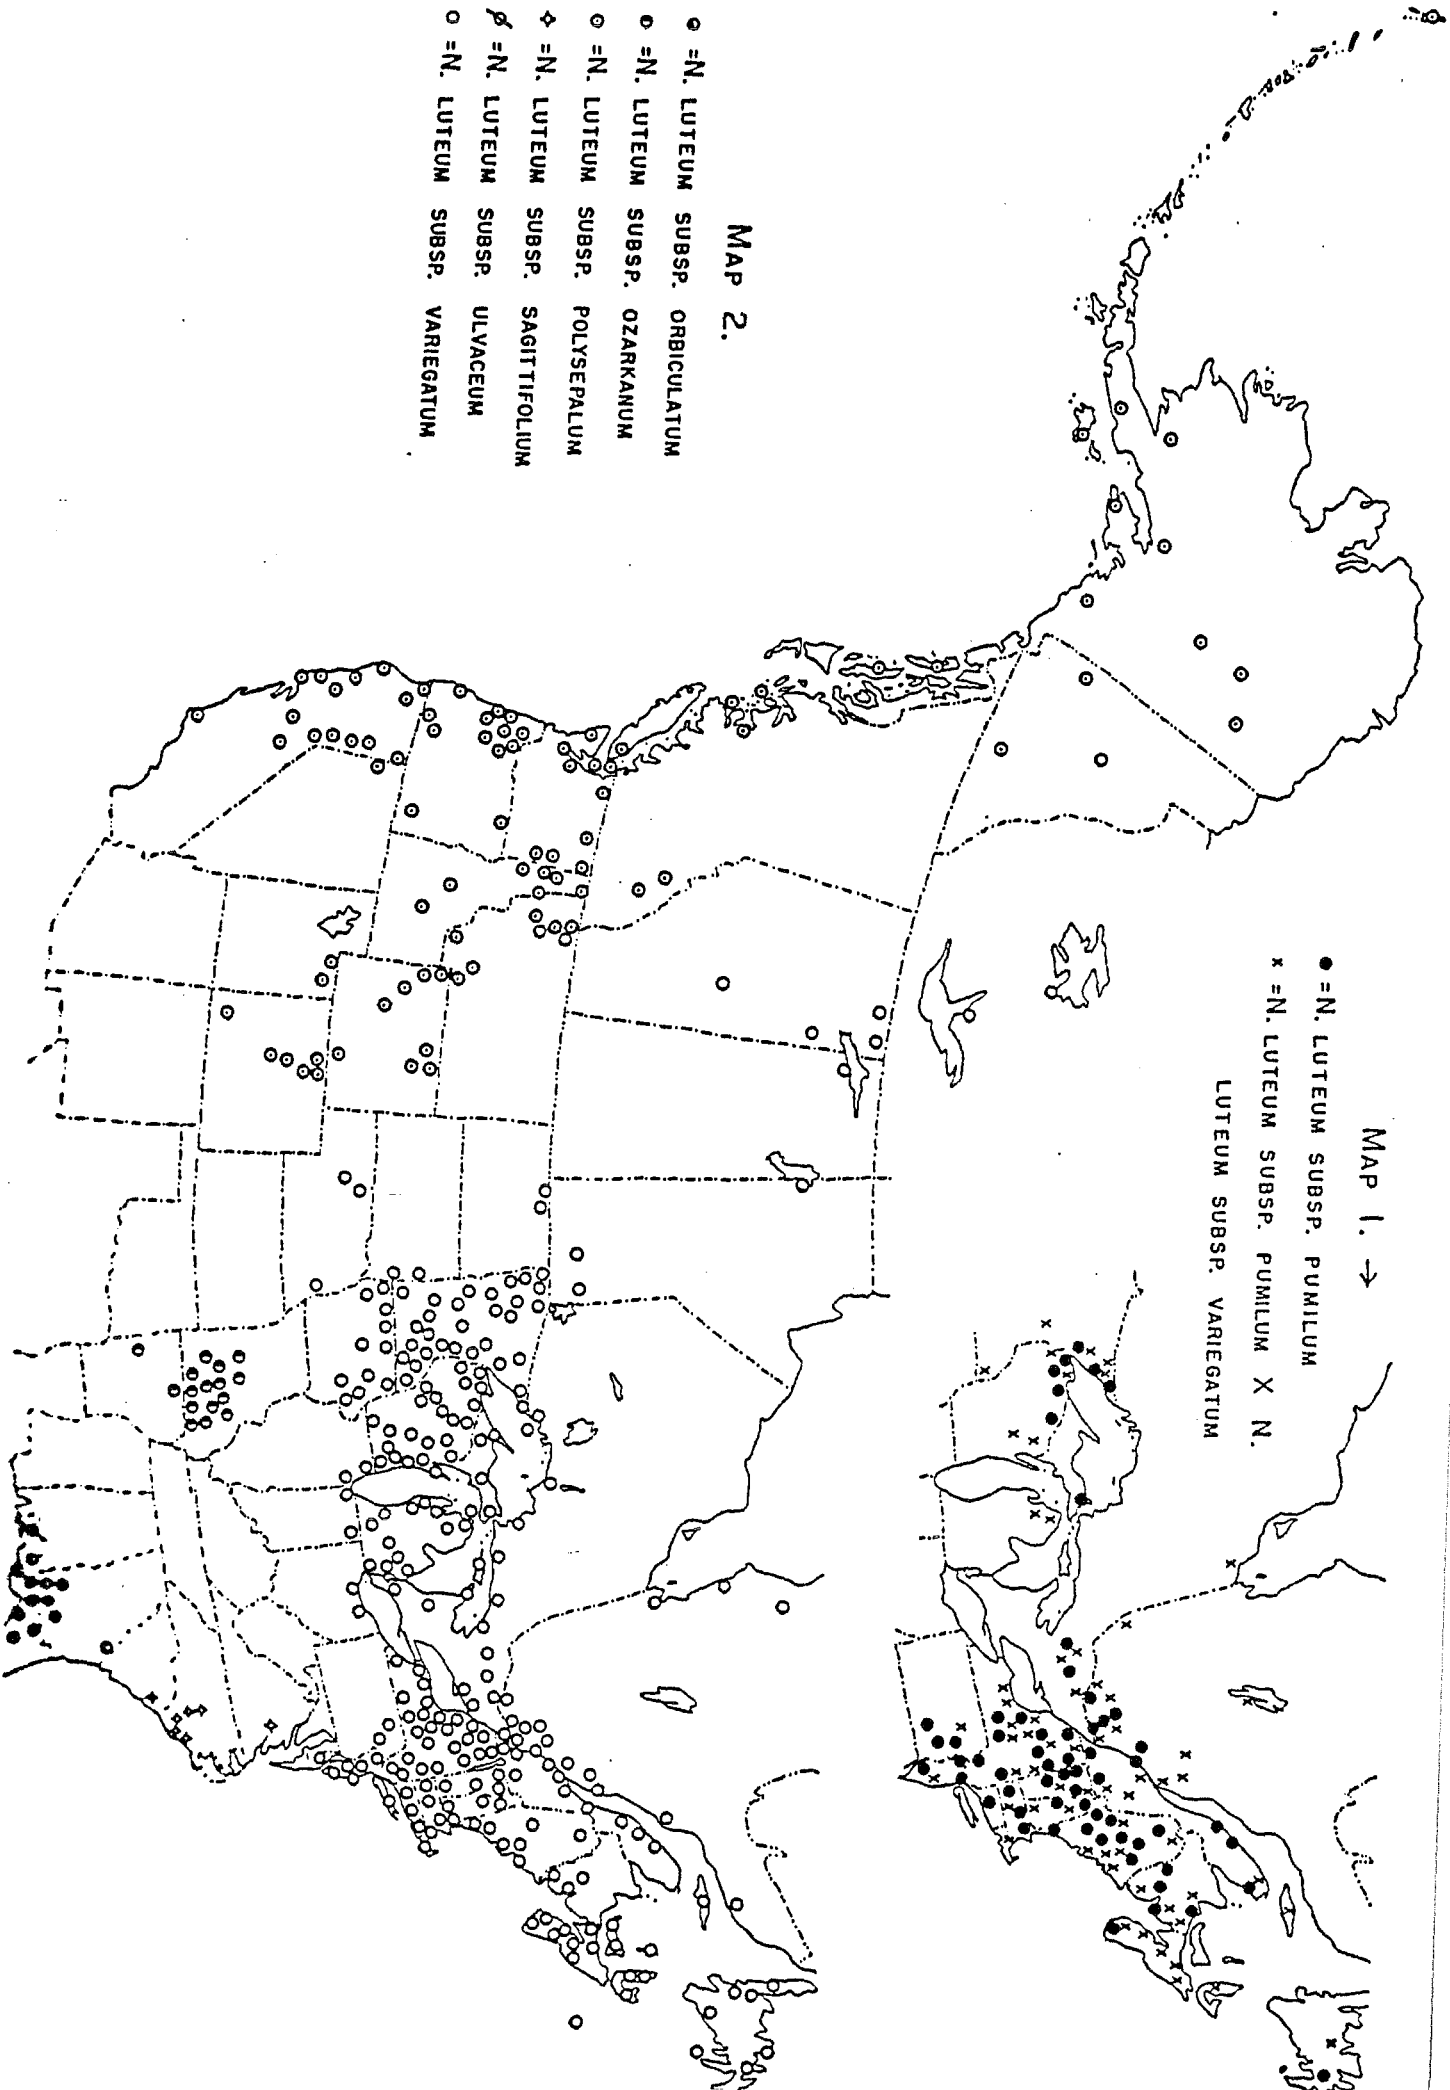 MAP 1. →
● =N. LUTEUM SUBSP. PUMILUM
x =N. LUTEUM SUBSP. PUMILUM X N.
LUTEUM SUBSP. VARIEGATUM
MAP 2.
=N. LUTEUM SUBSP. ORBICULATUM
=N. LUTEUM SUBSP. OZARKANUM
=N. LUTEUM SUBSP. POLYSEPALUM
=N. LUTEUM SUBSP. SAGITTIFOLIUM
=N. LUTEUM SUBSP. ULVACEUM
=N. LUTEUM SUBSP. VARIEGATUM